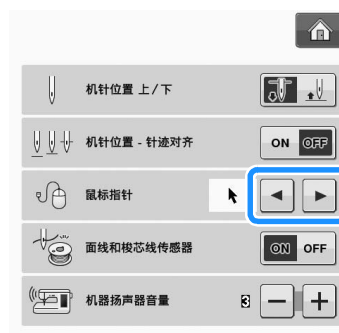 机针位置 上/下
机针位置 - 针迹对齐 ON OFF
鼠标指针
面线和梭芯线传感器 ON OFF
机器扬声器音量 3